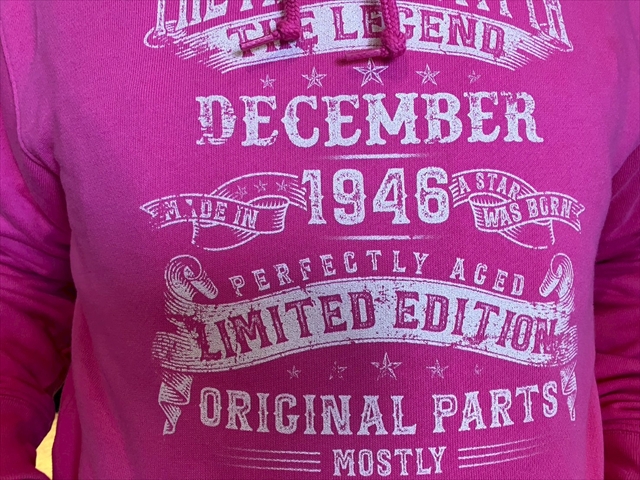 THE LEGEND
DECEMBER
MADE IN 1946 A STAR WAS BORN
PERFECTLY AGED
LIMITED EDITION
ORIGINAL PARTS
MOSTLY